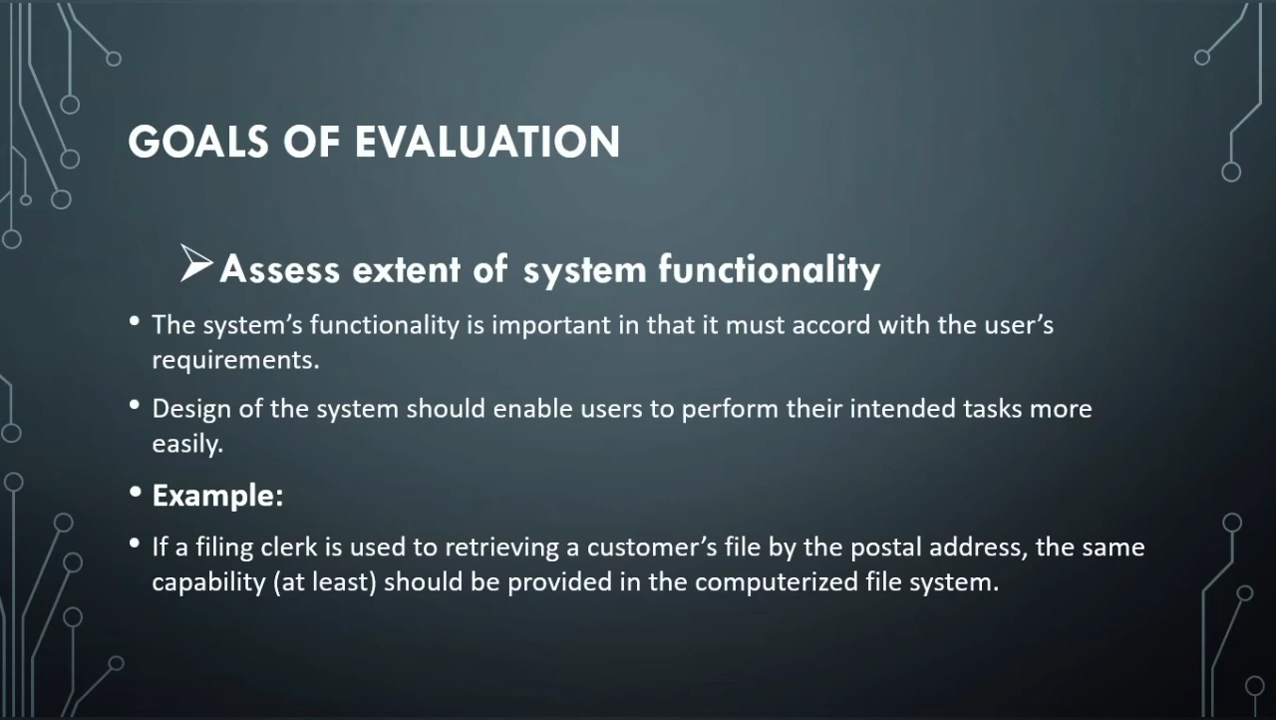 GOALS OF EVALUATION
Assess extent of system functionality
The system’s functionality is important in that it must accord with the user’s
requirements.
Design of the system should enable users to perform their intended tasks more
easily.
Example:
If a filing clerk is used to retrieving a customer’s file by the postal address, the same
capability (at least) should be provided in the computerized file system.